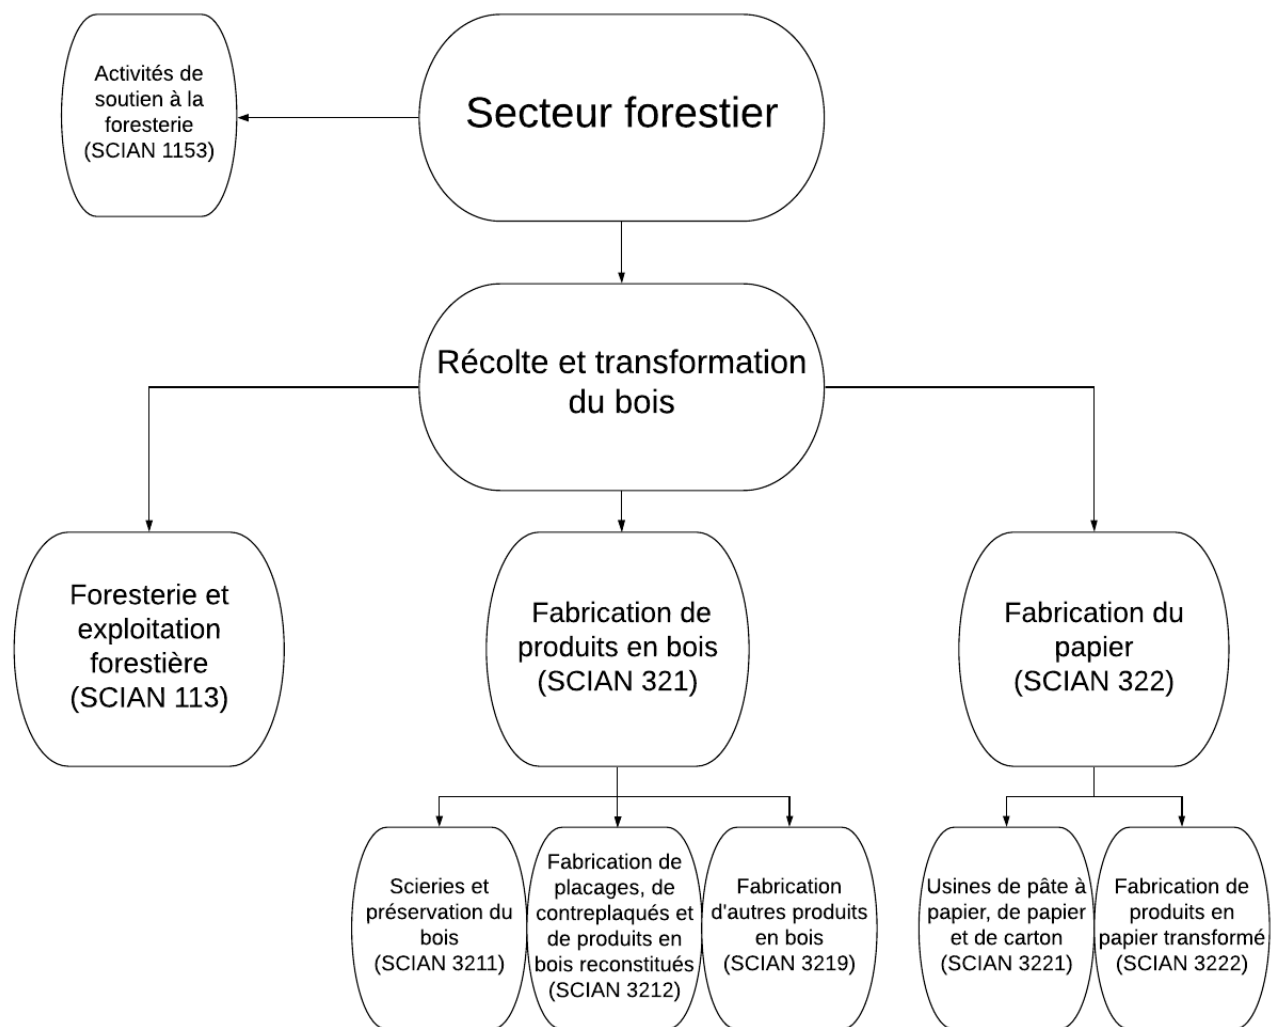 Activités de
soutien à la
foresterie
(SCIAN 1153)
Secteur forestier
Récolte et transformation
du bois
Foresterie et
exploitation
forestière
(SCIAN 113)
Fabrication de
produits en bois
(SCIAN 321)
Fabrication du
papier
(SCIAN 322)
Scieries et
préservation du
bois
(SCIAN 3211)
Fabrication de
placages, de
contreplaqués et
de produits en
bois reconstitués
(SCIAN 3212)
Fabrication
d'autres produits
en bois
(SCIAN 3219)
Usines de pâte à
papier, de papier
et de carton
(SCIAN 3221)
Fabrication de
produits en
papier transformé
(SCIAN 3222)